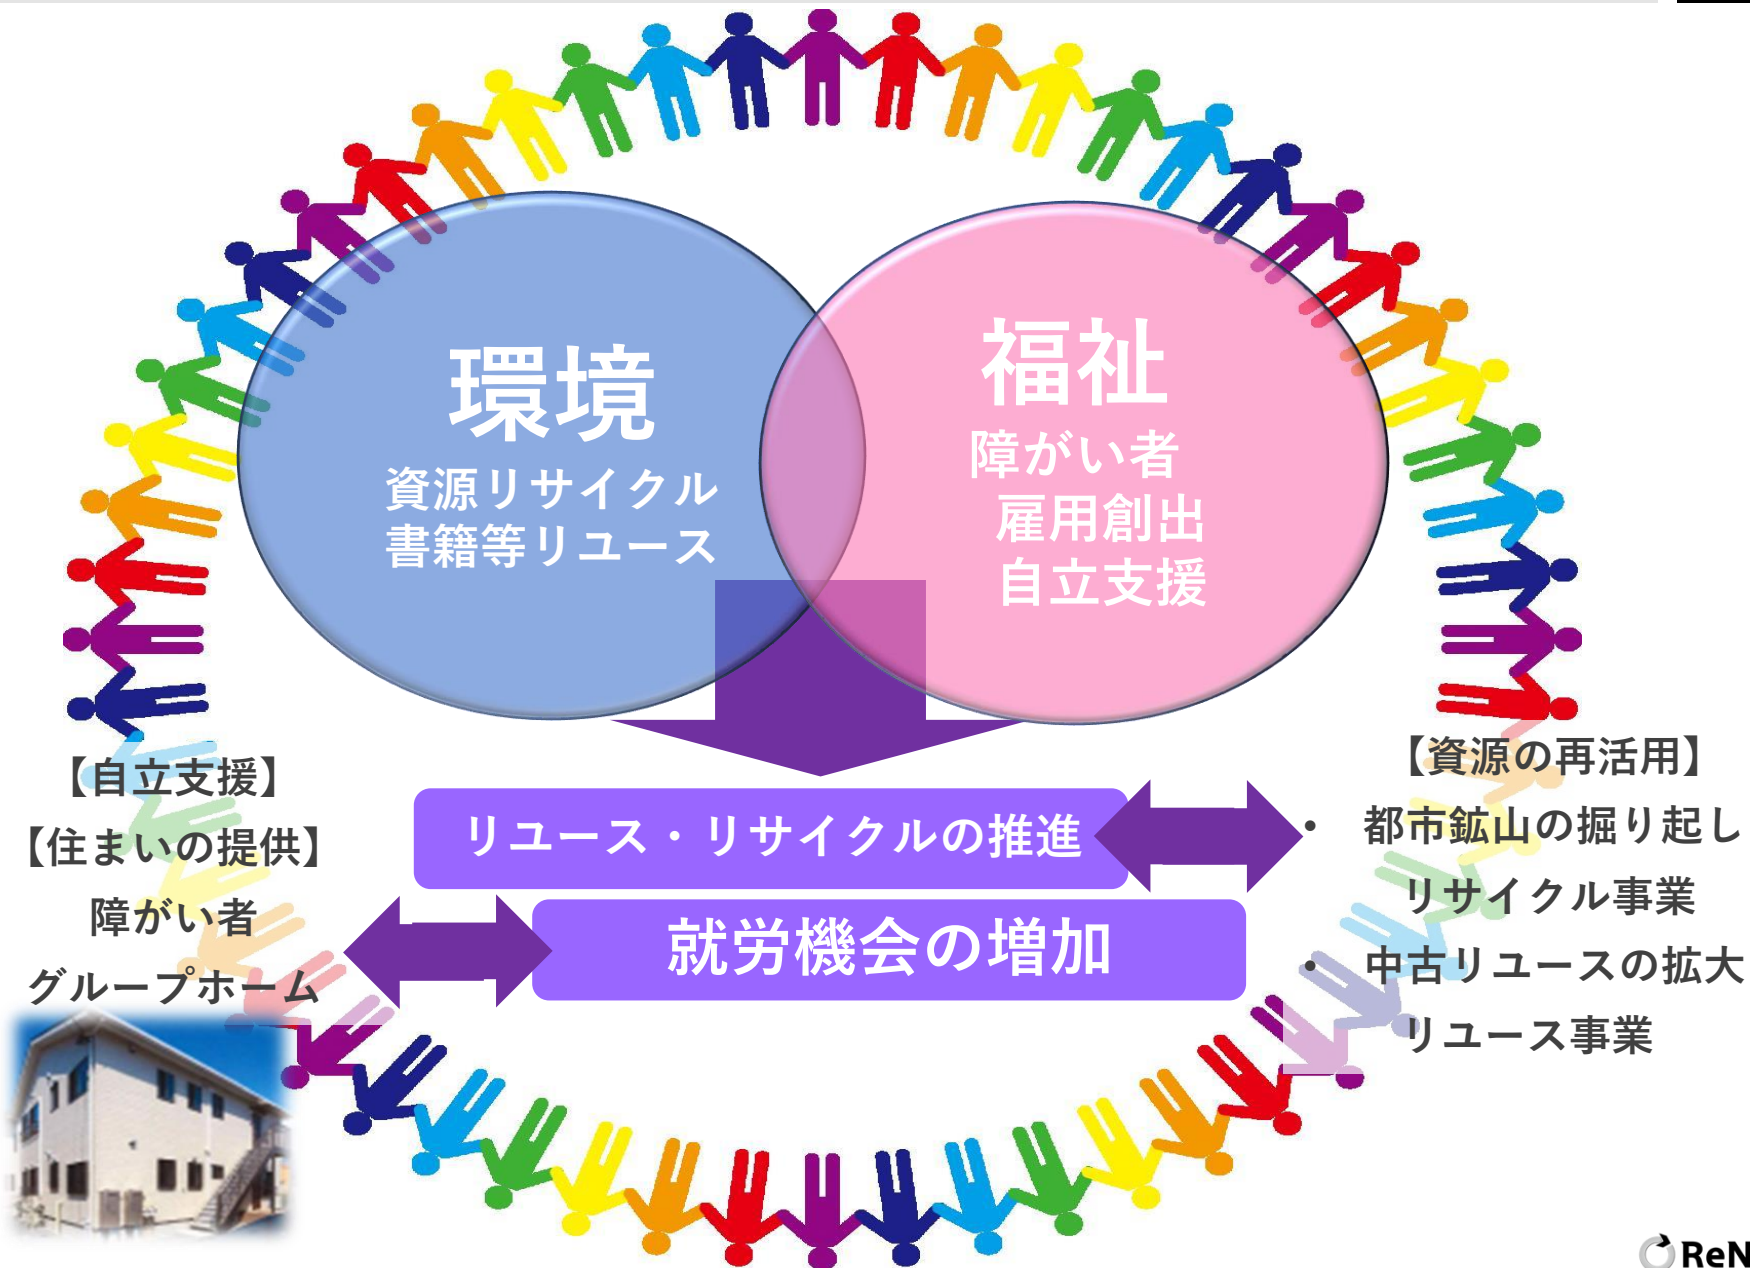 環境
資源リサイクル
書籍等リユース
福祉
障がい者
雇用創出
自立支援
リユース・リサイクルの推進
就労機会の増加
【自立支援】
【住まいの提供】
障がい者
グループホーム
【資源の再活用】
• 都市鉱山の掘り起し
リサイクル事業
• 中古リユースの拡大
リユース事業
ReN